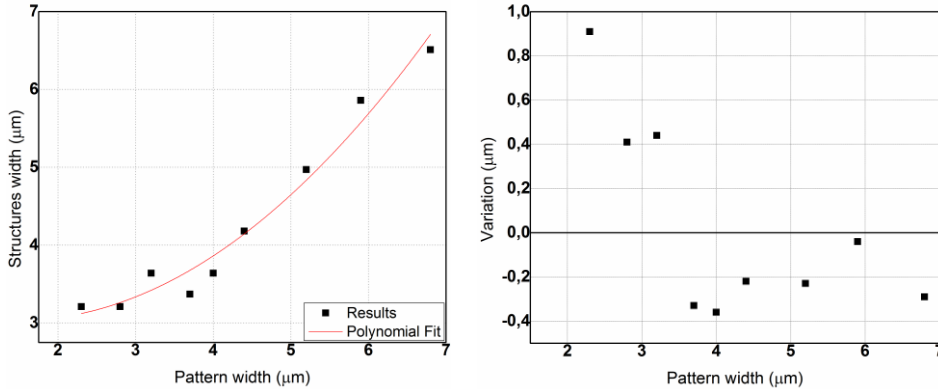 7
6
5
4
3
Structures width (μm)
2 3 4 5 6 7
Pattern width (μm)
Results
Polynomial Fit
1,0
0,8
0,6
0,4
0,2
0,0
-0,2
-0,4
Variation (μm)
2 3 4 5 6 7
Pattern width (μm)